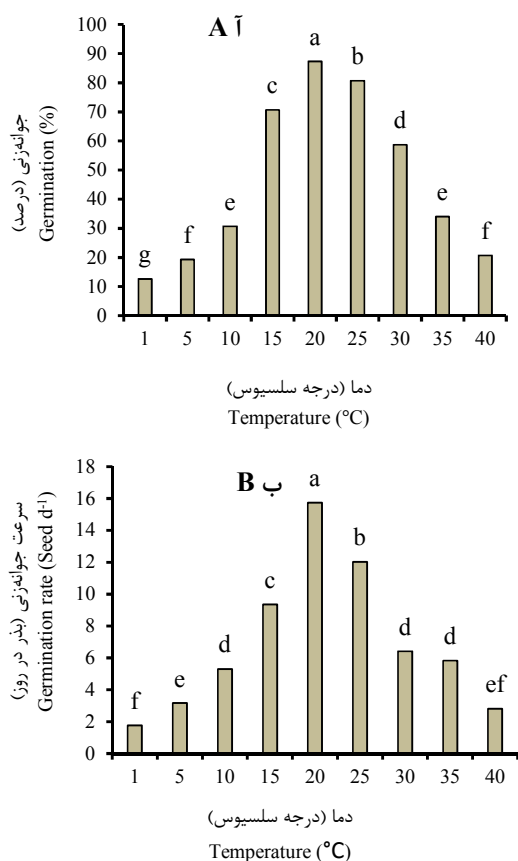 A آ
100
90
80
70
60
50
40
30
20
10
0
جوانه‌زنی (درصد)
Germination (%)
g
f
e
c
a
b
d
e
f
1 5 10 15 20 25 30 35 40
دما (درجه سلسیوس)
Temperature (°C)
B ب
18
16
14
12
10
8
6
4
2
0
سرعت جوانه‌زنی (بذر در روز)
Germination rate (Seed d-1)
f
e
d
c
a
b
d
d
ef
1 5 10 15 20 25 30 35 40
دما (درجه سلسیوس)
Temperature (°C)